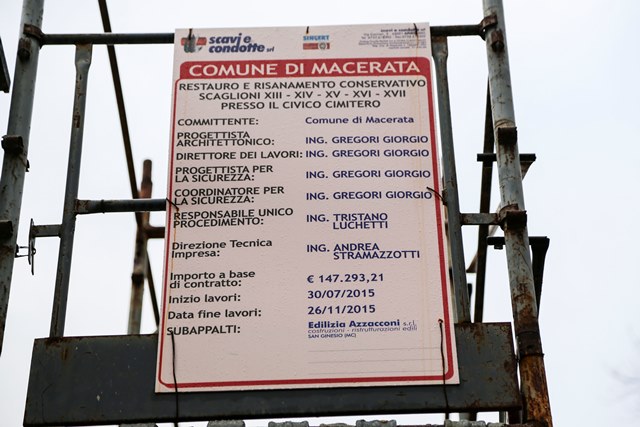 scavi e
condotte srl
SINCERT
scavi e condotte srl
COMUNE DI MACERATA
RESTAURO E RISANAMENTO CONSERVATIVO
SCAGLIONI XIII - XIV - XV - XVI - XVII
PRESSO IL CIVICO CIMITERO
COMMITTENTE: Comune di Macerata
PROGETTISTA
ARCHITETTONICO: ING. GREGORI GIORGIO
DIRETTORE DEI LAVORI: ING. GREGORI GIORGIO
PROGETTISTA PER
LA SICUREZZA: ING. GREGORI GIORGIO
COORDINATORE PER
LA SICUREZZA: ING. GREGORI GIORGIO
RESPONSABILE UNICO
PROCEDIMENTO: ING. TRISTANO
LUCHETTI
Direzione Tecnica
Impresa: ING. ANDREA
STRAMAZZOTTI
Importo a base
di contratto: € 147.293,21
Inizio lavori: 30/07/2015
Data fine lavori: 26/11/2015
SUBAPPALTI: Edilizia Azzacconi s.r.l.
costruzioni - ristrutturazioni edili
SAN GINESIO (MC)